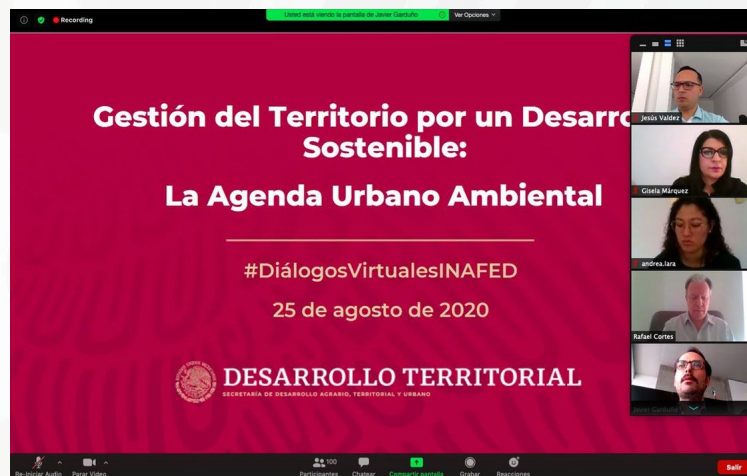 Recording
Usted está viendo la pantalla de Javier Garduño
Ver Opciones
Gestión del Territorio por un Desarro
Sostenible:
La Agenda Urbano Ambiental
#DiálogosVirtualesINAFED
25 de agosto de 2020
DESARROLLO TERRITORIAL
SECRETARÍA DE DESARROLLO AGRARIO, TERRITORIAL Y URBANO
Jesús Valdez
Gisela Márquez
andrea.lara
Rafael Cortes
Javier Garduño
Re-Iniciar Audio
Parar Video
100
Participantes
Chatear
Compartir pantalla
Grabar
Reacciones
Salir